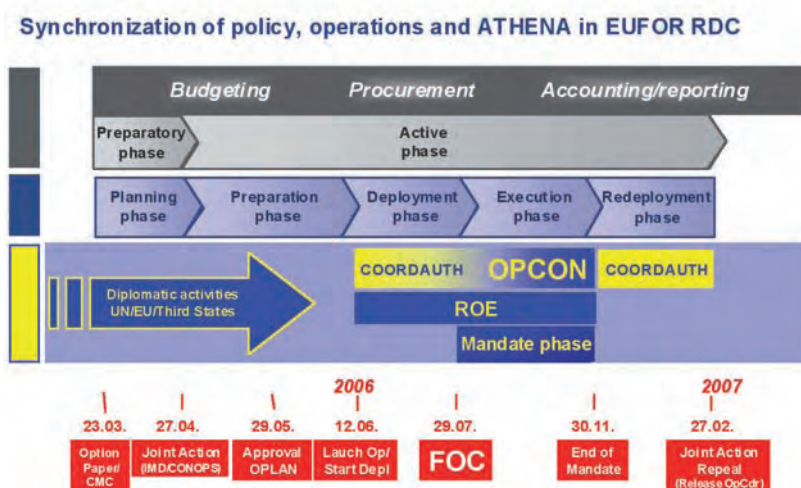 Synchronization of policy, operations and ATHENA in EUFOR RDC
Budgeting Procurement Accounting/reporting
Preparatory
phase
Active
phase
Planning
phase
Preparation
phase
Deployment
phase
Execution
phase
Redeployment
phase
Diplomatic activities
UN/EU/Third States
COORDAUTH OPCON COORDAUTH
ROE
Mandate phase
2006 2007
23.03. 27.04. 29.05. 12.06. 29.07. 30.11. 27.02.
Option
Paper/
CMC
Joint Action
(IMD/CONOPS)
Approval
OPLAN
Lauch Op/
Start Depl
FOC
End of
Mandate
Joint Action
Repeal
(Release OpCdr)